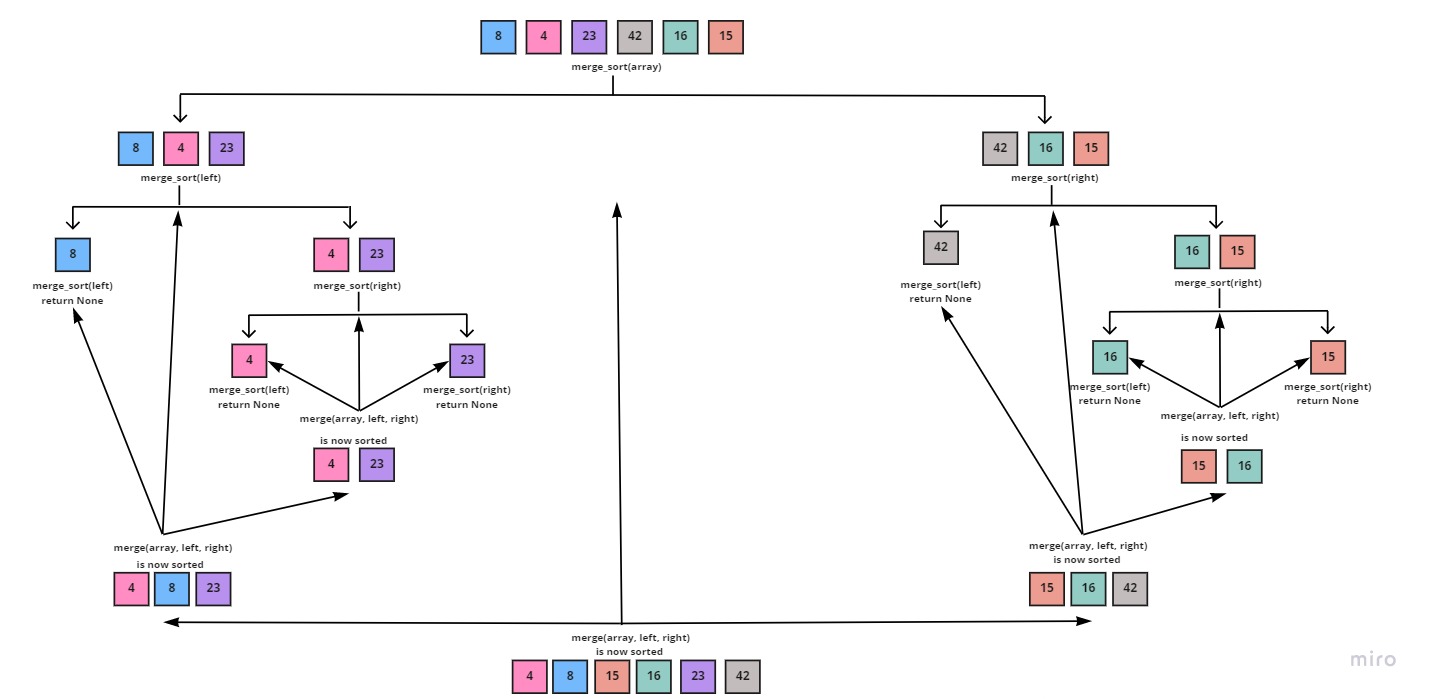 8 4 23 42 16 15
merge_sort(array)
8 4 23
merge_sort(left)
42 16 15
merge_sort(right)
8
merge_sort(left)
return None
4 23
merge_sort(right)
42
merge_sort(left)
return None
16 15
merge_sort(right)
4
merge_sort(left)
return None
23
merge_sort(right)
return None
merge(array, left, right)
is now sorted
4 23
16
merge_sort(left)
return None
15
merge_sort(right)
return None
merge(array, left, right)
is now sorted
15 16
merge(array, left, right)
is now sorted
4 8 23
merge(array, left, right)
is now sorted
15 16 42
merge(array, left, right)
is now sorted
4 8 15 16 23 42
miro